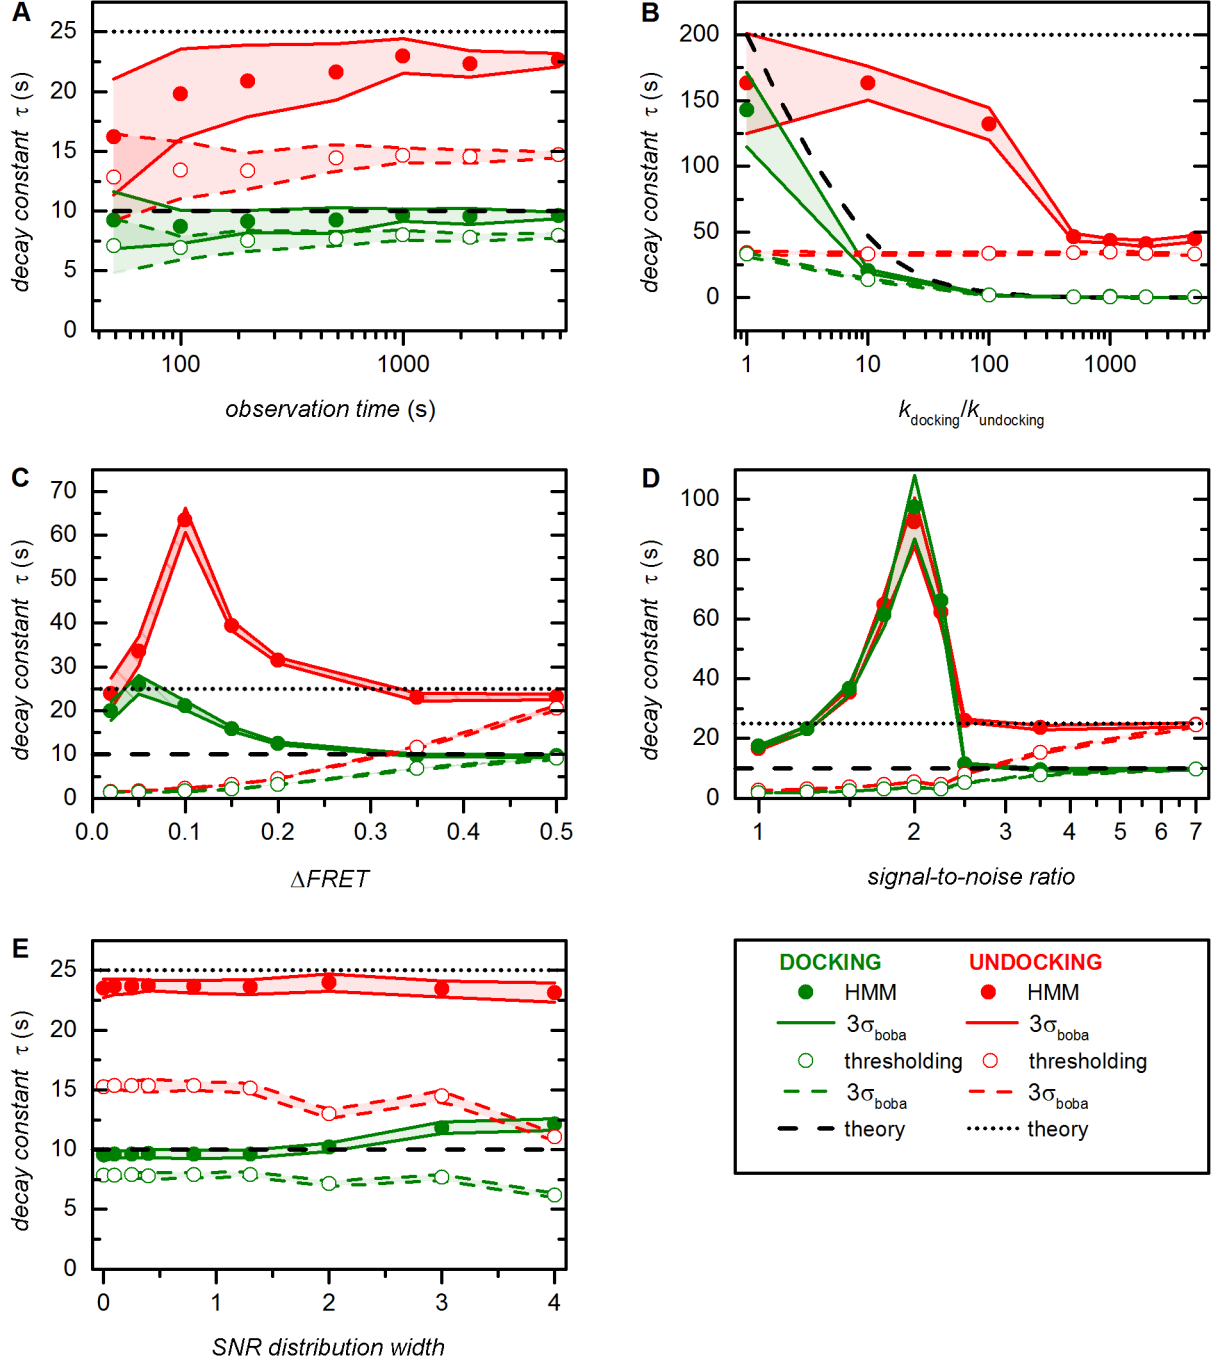 A
25
20
15
10
5
0
decay constant τ (s)
100
1000
observation time (s)
B
200
150
100
50
0
decay constant τ (s)
1
10
100
1000
k_docking/k_undocking
C
70
60
50
40
30
20
10
0
decay constant τ (s)
0.0 0.1 0.2 0.3 0.4 0.5
ΔFRET
D
100
80
60
40
20
0
decay constant τ (s)
1 2 3 4 5 6 7
signal-to-noise ratio
E
25
20
15
10
5
0
decay constant τ (s)
0 1 2 3 4
SNR distribution width
DOCKING UNDOCKING
HMM HMM
3σboba 3σboba
thresholding thresholding
3σboba 3σboba
theory theory